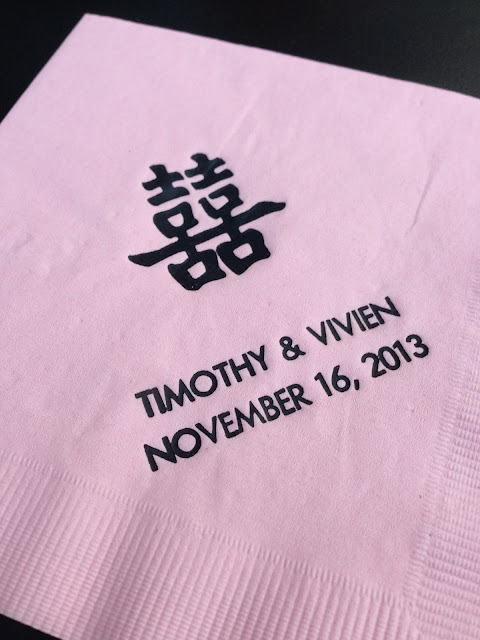 囍
TIMOTHY & VIVIEN
NOVEMBER 16, 2013